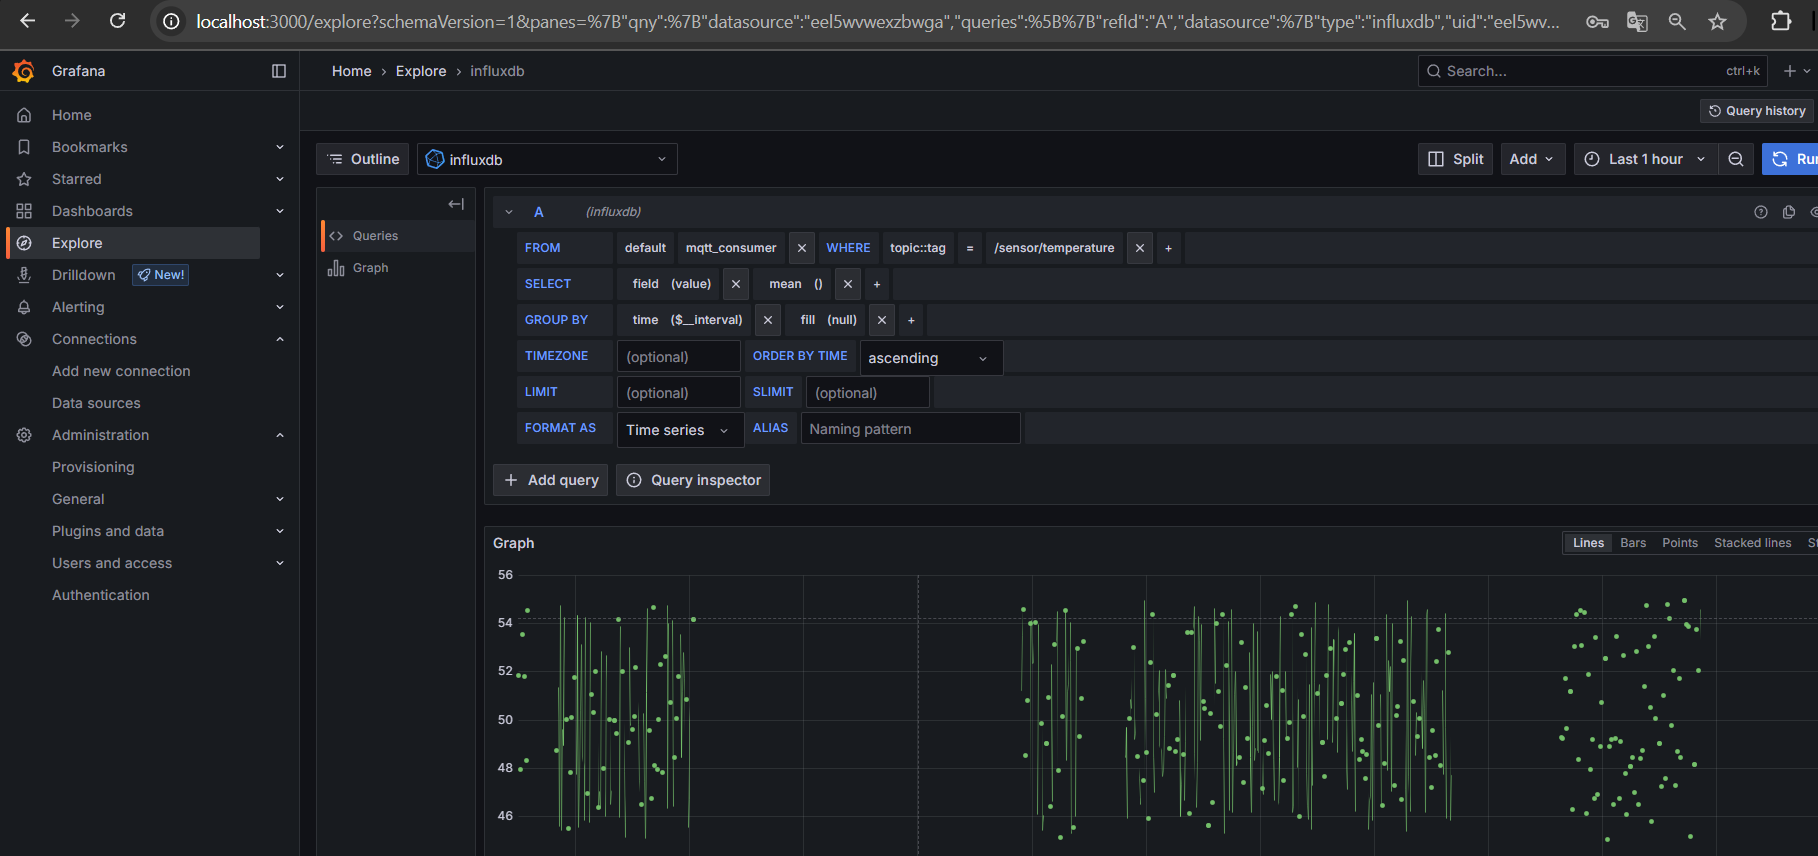 localhost:3000/explore?schemaVersion=1&panes=%7B"qny":%7B"datasource":"eel5wvwexzbwga","queries":%5B%7B"refId":"A","datasource":%7B"type":"influxdb","uid":"eel5wv...
Grafana
Home › Explore › influxdb
Search...
ctrl+k
Query history
Home
Bookmarks
Starred
Dashboards
Explore
Drilldown New!
Alerting
Connections
Add new connection
Data sources
Administration
Provisioning
General
Plugins and data
Users and access
Authentication
Outline
influxdb
Split
Add
Last 1 hour
Run
Queries
Graph
A (influxdb)
FROM default mqtt_consumer WHERE topic::tag = /sensor/temperature +
SELECT field (value) mean () +
GROUP BY time ($__interval) fill (null) +
TIMEZONE (optional) ORDER BY TIME ascending
LIMIT (optional) SLIMIT (optional)
FORMAT AS Time series ALIAS Naming pattern
+ Add query
Query inspector
Graph
Lines Bars Points Stacked lines
56
54
52
50
48
46